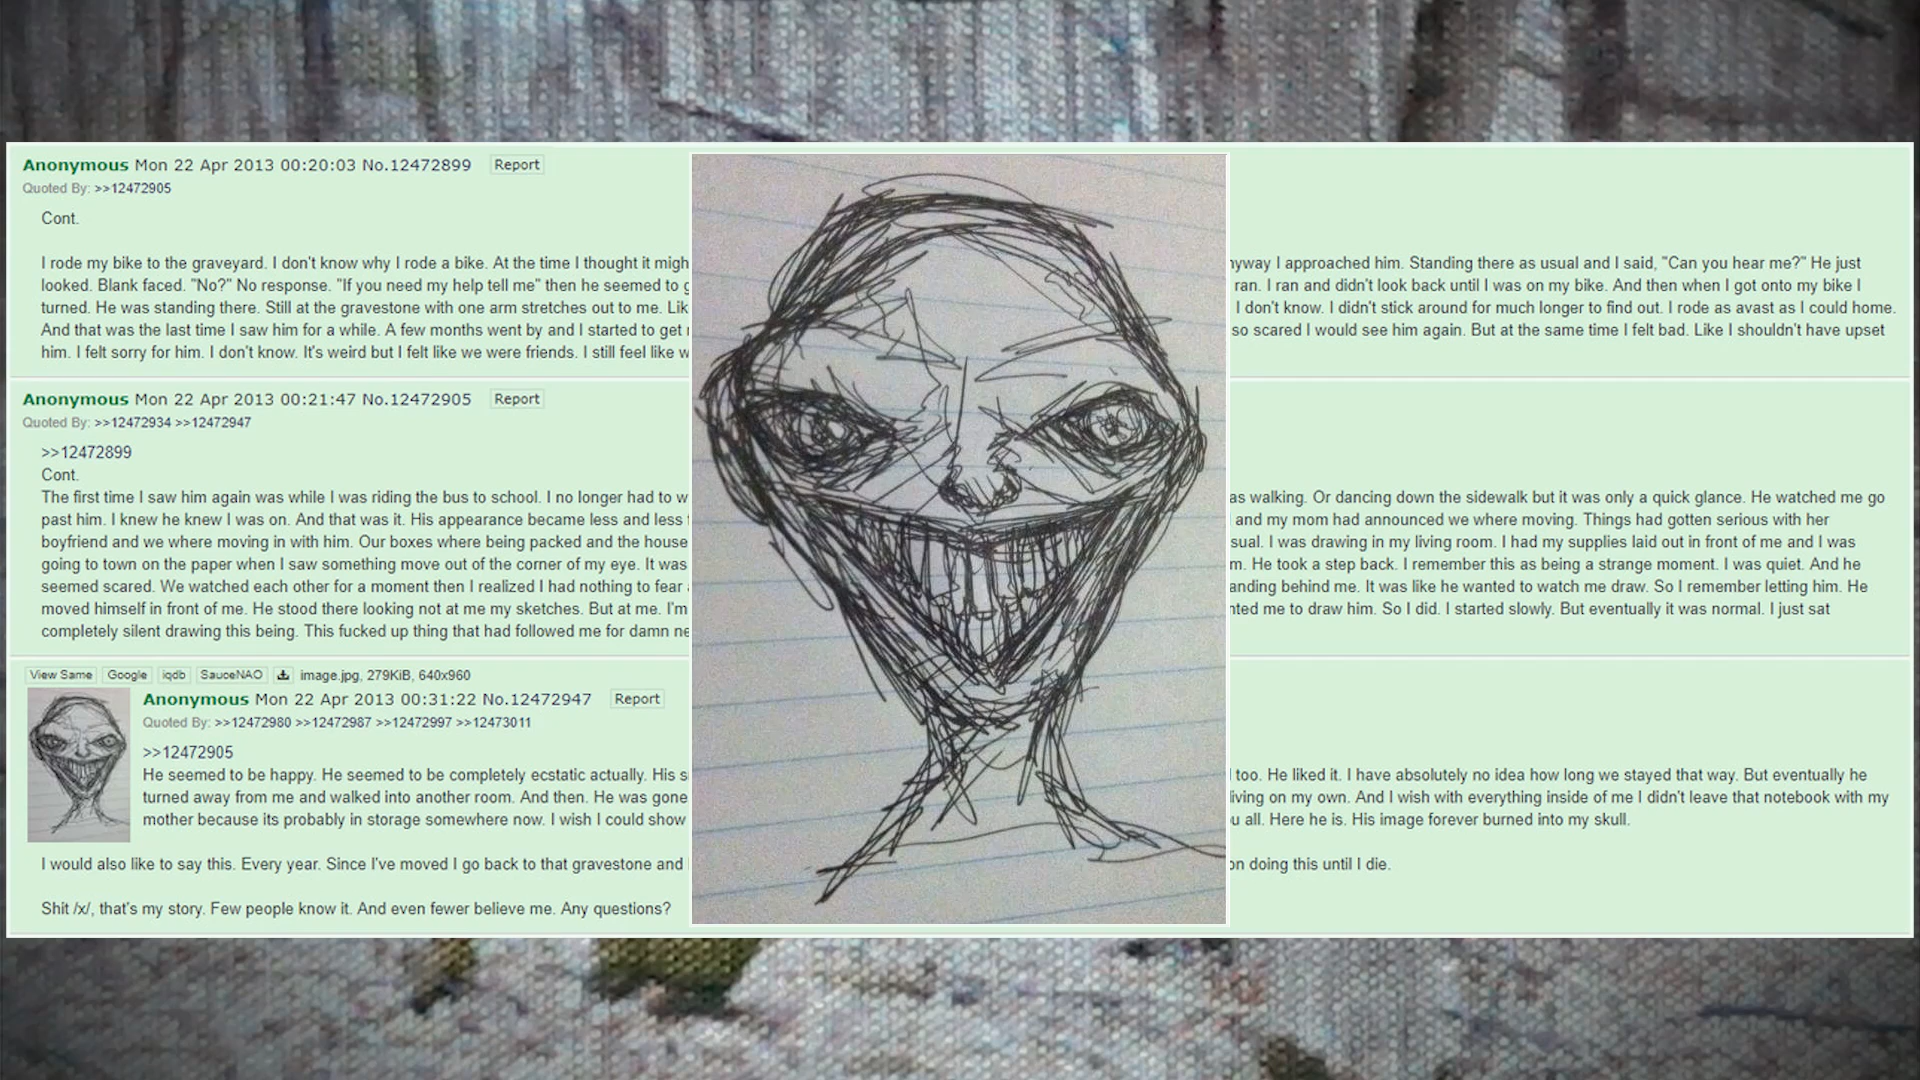 Anonymous Mon 22 Apr 2013 00:20:03 No.12472899 Report
Quoted By: >>12472905
Cont.
I rode my bike to the graveyard. I don't know why I rode a bike. At the time I thought it
anyway I approached him. Standing there as usual and I said, "Can you hear me?" He just
looked. Blank faced. "No?" No response. "If you need my help tell me" then he seemed to
ran. I ran and didn't look back until I was on my bike. And then when I got onto my bike I
turned. He was standing there. Still at the gravestone with one arm stretches out to me.
I don't know. I didn't stick around for much longer to find out. I rode as avast as I could home.
And that was the last time I saw him for a while. A few months went by and I started to get
so scared I would see him again. But at the same time I felt bad. Like I shouldn't have upset
him. I felt sorry for him. I don't know. It's weird but I felt like we were friends. I still feel like
Anonymous Mon 22 Apr 2013 00:21:47 No.12472905 Report
Quoted By: >>12472934 >>12472947
>>12472899
Cont.
The first time I saw him again was while I was riding the bus to school. I no longer had to
as walking. Or dancing down the sidewalk but it was only a quick glance. He watched me go
past him. I knew he knew I was on. And that was it. His appearance became less and less
and my mom had announced we where moving. Things had gotten serious with her
boyfriend and we where moving in with him. Our boxes where being packed and the house
I was drawing in my living room. I had my supplies laid out in front of me and I was
going to town on the paper when I saw something move out of the corner of my eye. It was
He took a step back. I remember this as being a strange moment. I was quiet. And he
seemed scared. We watched each other for a moment then I realized I had nothing to fear
behind me. It was like he wanted to watch me draw. So I remember letting him. He
moved himself in front of me. He stood there looking not at me my sketches. But at me. I'm
me to draw him. So I did. I started slowly. But eventually it was normal. I just sat
completely silent drawing this being. This fucked up thing that had followed me for damn
View Same Google iqdb SauceNAO image.jpg, 279KiB, 640x960
Anonymous Mon 22 Apr 2013 00:31:22 No.12472947 Report
Quoted By: >>12472980 >>12472987 >>12472997 >>12473011
>>12472905
He seemed to be happy. He seemed to be completely ecstatic actually. His
too. He liked it. I have absolutely no idea how long we stayed that way. But eventually he
turned away from me and walked into another room. And then. He was gone
living on my own. And I wish with everything inside of me I didn't leave that notebook with my
mother because its probably in storage somewhere now. I wish I could show
all. Here he is. His image forever burned into my skull.
I would also like to say this. Every year. Since I've moved I go back to that gravestone and
on doing this until I die.
Shit /x/, that's my story. Few people know it. And even fewer believe me. Any questions?